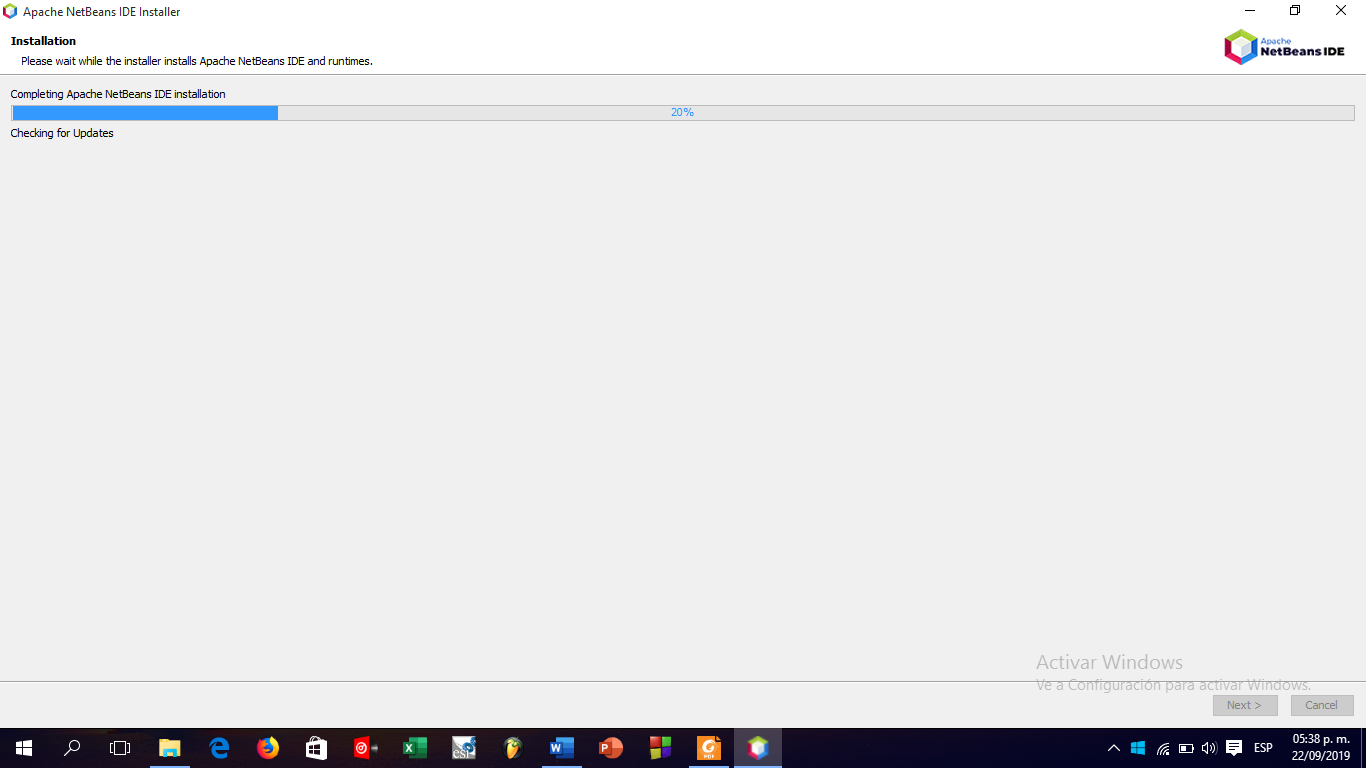 Apache NetBeans IDE Installer
Installation
Please wait while the installer installs Apache NetBeans IDE and runtimes.
Apache
NetBeans IDE
Completing Apache NetBeans IDE installation
20%
Checking for Updates
Activar Windows
Ve a Configuración para activar Windows.
Next >
Cancel
ESP
05:38 p. m.
22/09/2019